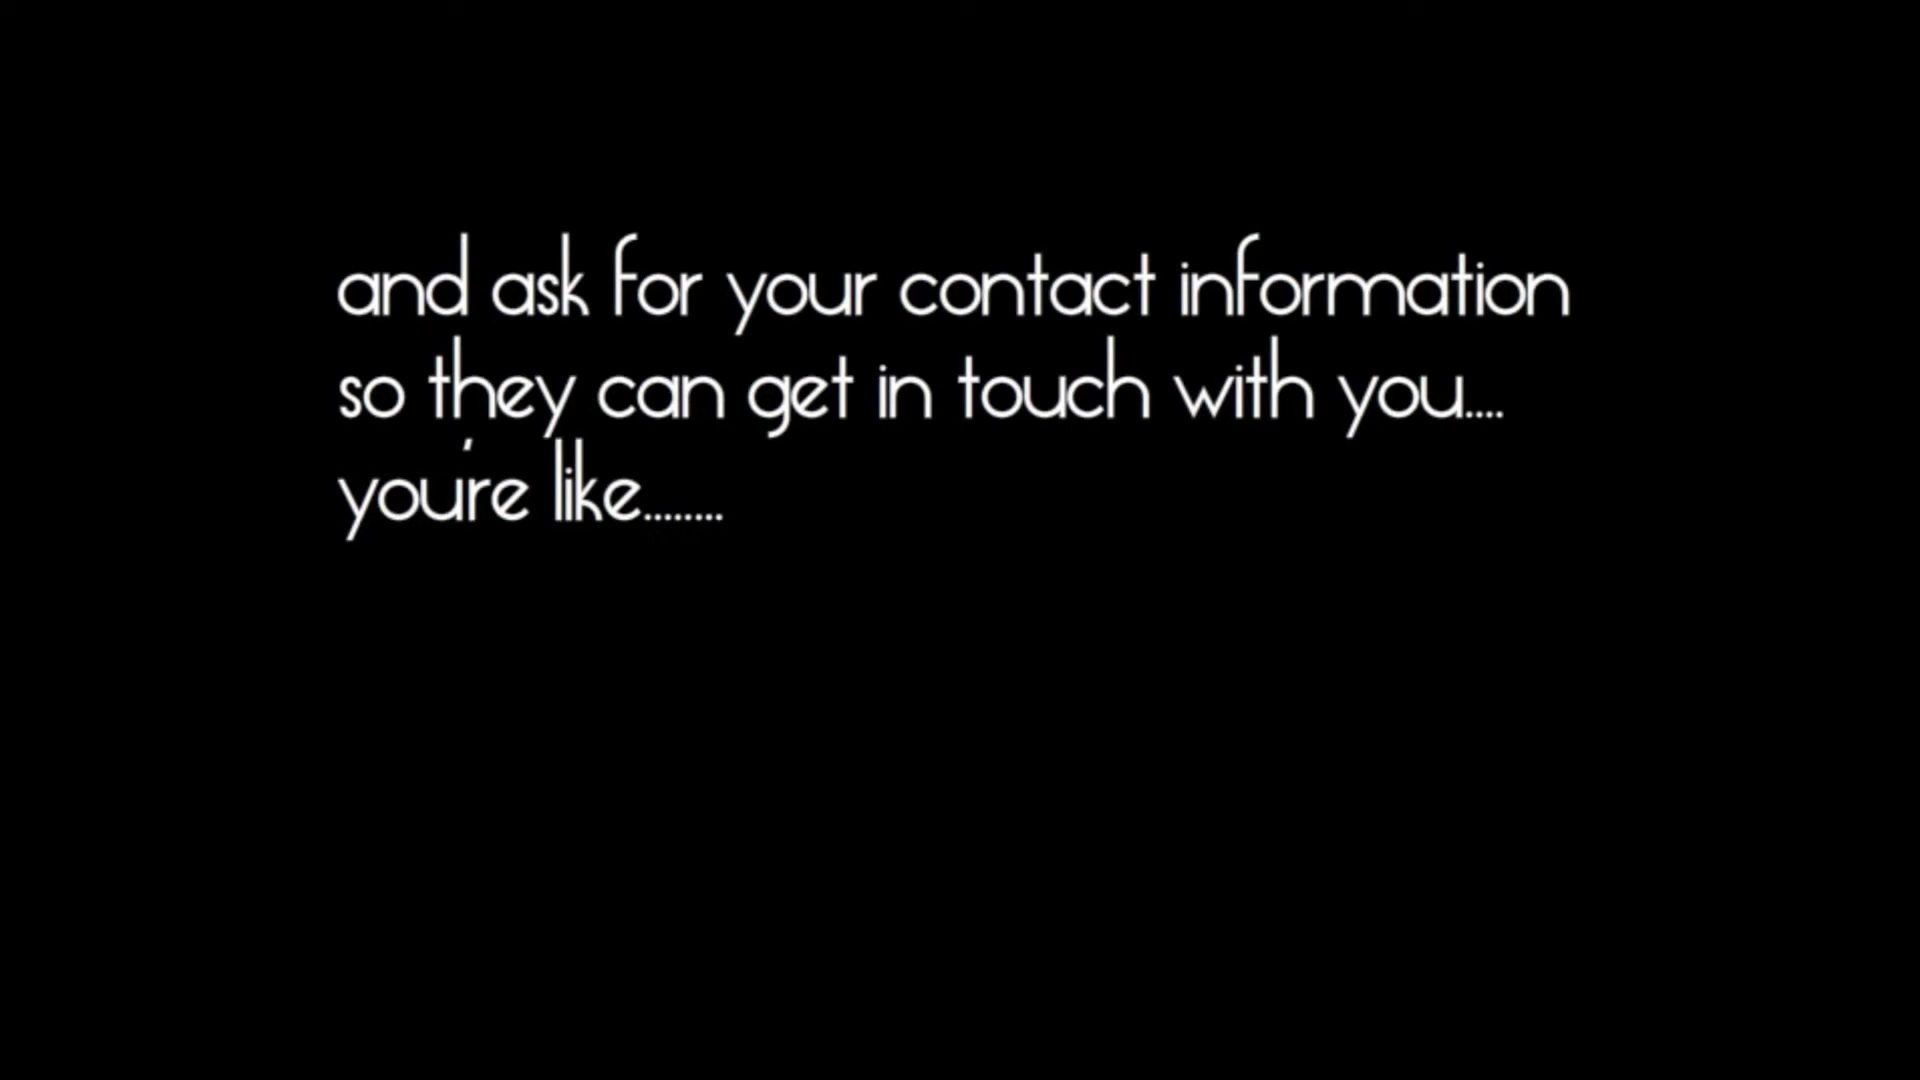 and ask for your contact information
so they can get in touch with you....
you're like........